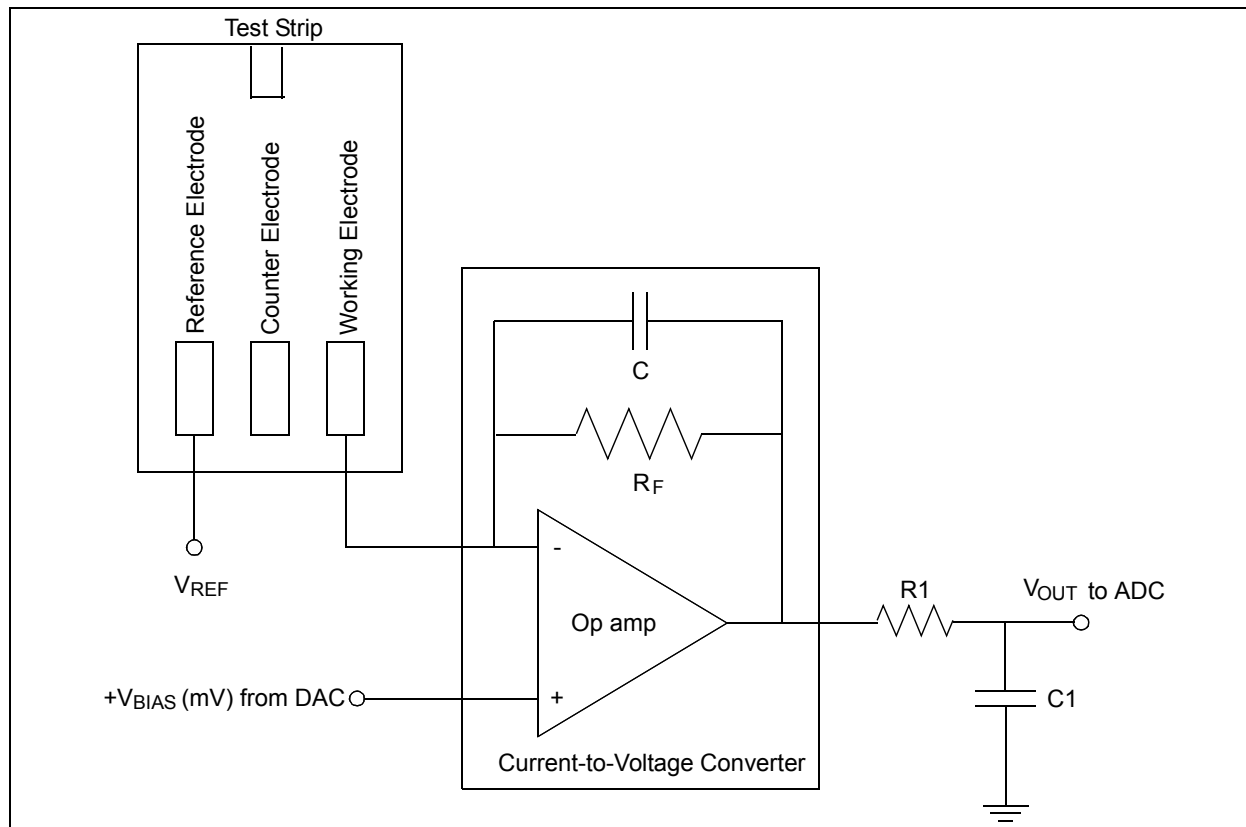 Test Strip
Reference Electrode
Counter Electrode
Working Electrode
C
RF
VREF
-
Op amp
+
+VBIAS (mV) from DAC
Current-to-Voltage Converter
R1
VOUT to ADC
C1